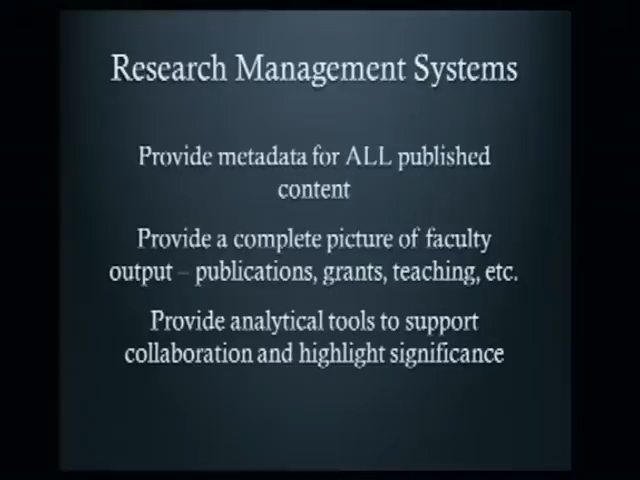 Research Management Systems
Provide metadata for ALL published
content
Provide a complete picture of faculty
output – publications, grants, teaching, etc.
Provide analytical tools to support
collaboration and highlight significance